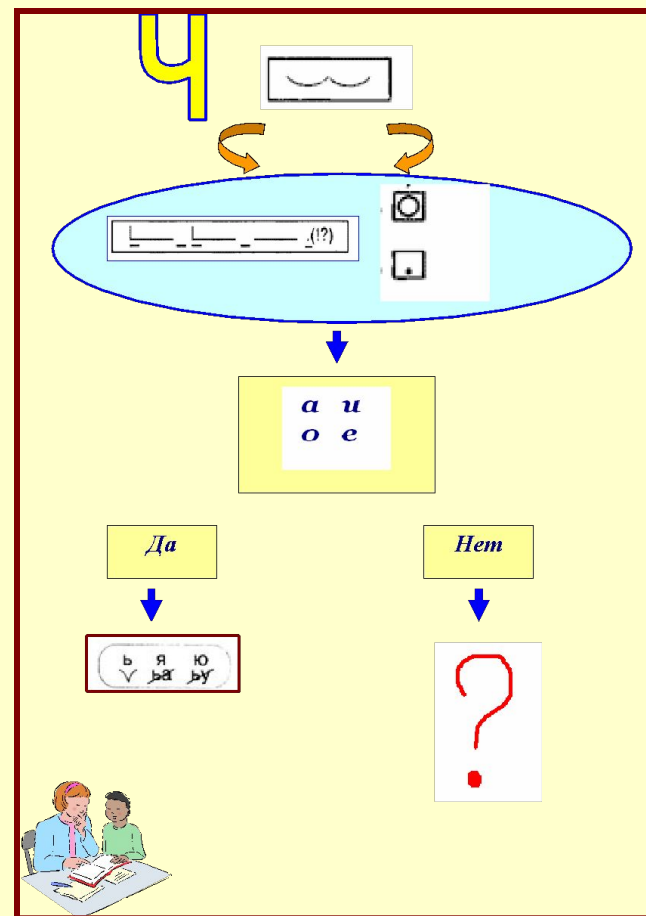 Ч
.(!?)
а и
о е
Да
Нет
ь я ю
ьа ьу
?